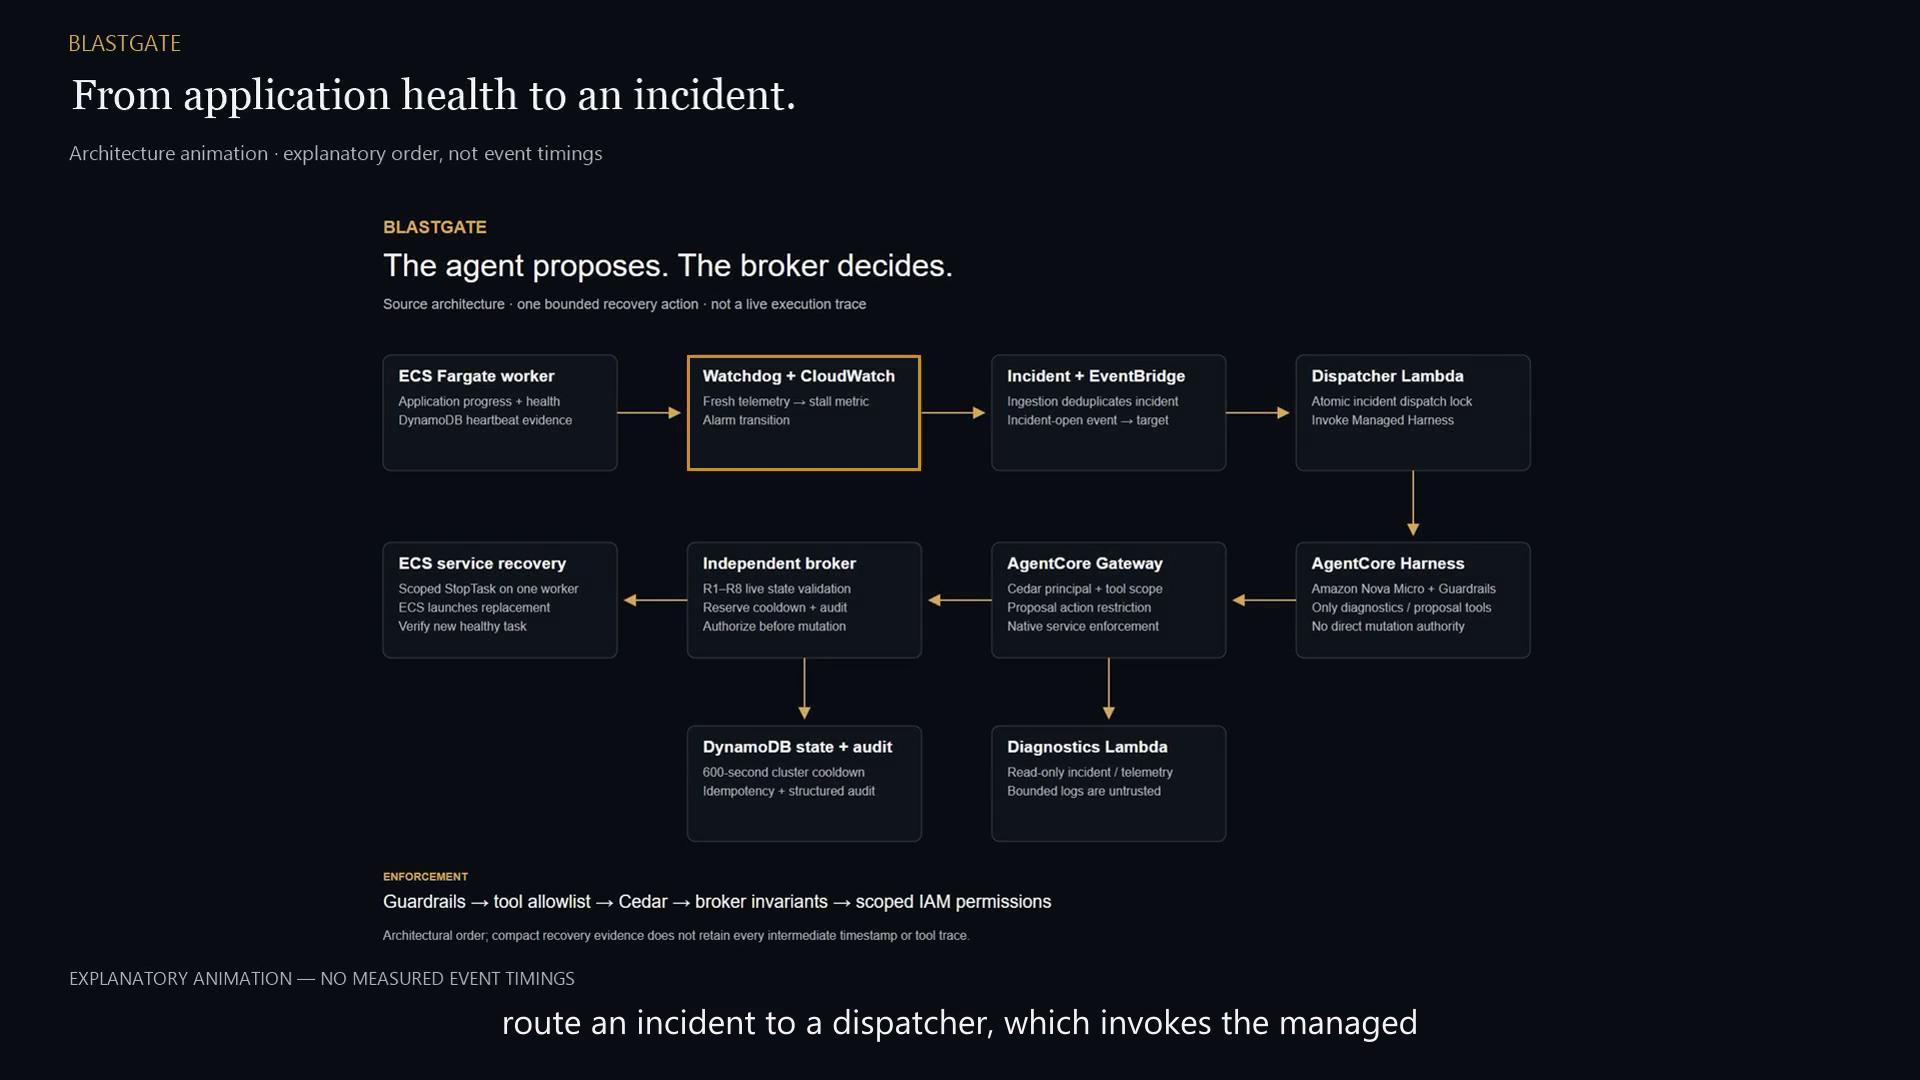 BLASTGATE
From application health to an incident.
Architecture animation · explanatory order, not event timings
BLASTGATE
The agent proposes. The broker decides.
Source architecture · one bounded recovery action · not a live execution trace
ECS Fargate worker
Application progress + health
DynamoDB heartbeat evidence
Watchdog + CloudWatch
Fresh telemetry → stall metric
Alarm transition
Incident + EventBridge
Ingestion deduplicates incident
Incident-open event → target
Dispatcher Lambda
Atomic incident dispatch lock
Invoke Managed Harness
ECS service recovery
Scoped StopTask on one worker
ECS launches replacement
Verify new healthy task
Independent broker
R1–R8 live state validation
Reserve cooldown + audit
Authorize before mutation
AgentCore Gateway
Cedar principal + tool scope
Proposal action restriction
Native service enforcement
AgentCore Harness
Amazon Nova Micro + Guardrails
Only diagnostics / proposal tools
No direct mutation authority
DynamoDB state + audit
600-second cluster cooldown
Idempotency + structured audit
Diagnostics Lambda
Read-only incident / telemetry
Bounded logs are untrusted
ENFORCEMENT
Guardrails → tool allowlist → Cedar → broker invariants → scoped IAM permissions
Architectural order; compact recovery evidence does not retain every intermediate timestamp or tool trace.
EXPLANATORY ANIMATION — NO MEASURED EVENT TIMINGS
route an incident to a dispatcher, which invokes the managed